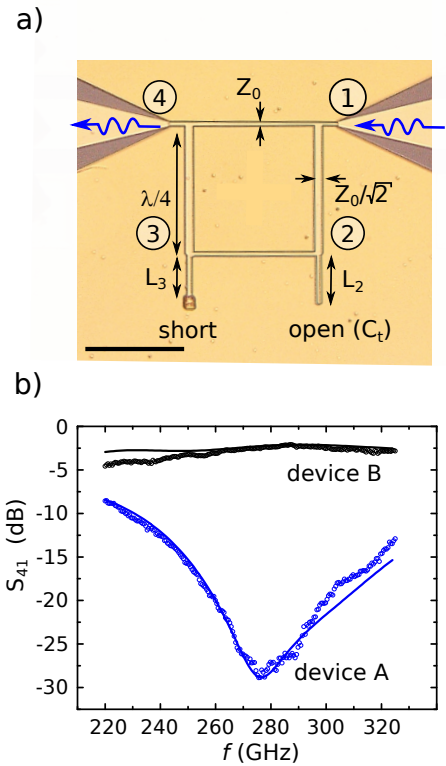 a)
Z₀
④ ①
λ/4
Z₀/√2
③ ②
L₃
L₂
short open (Cₜ)
b)
S₄₁ (dB)
0
-5
-10
-15
-20
-25
-30
device B
device A
220 240 260 280 300 320
f (GHz)